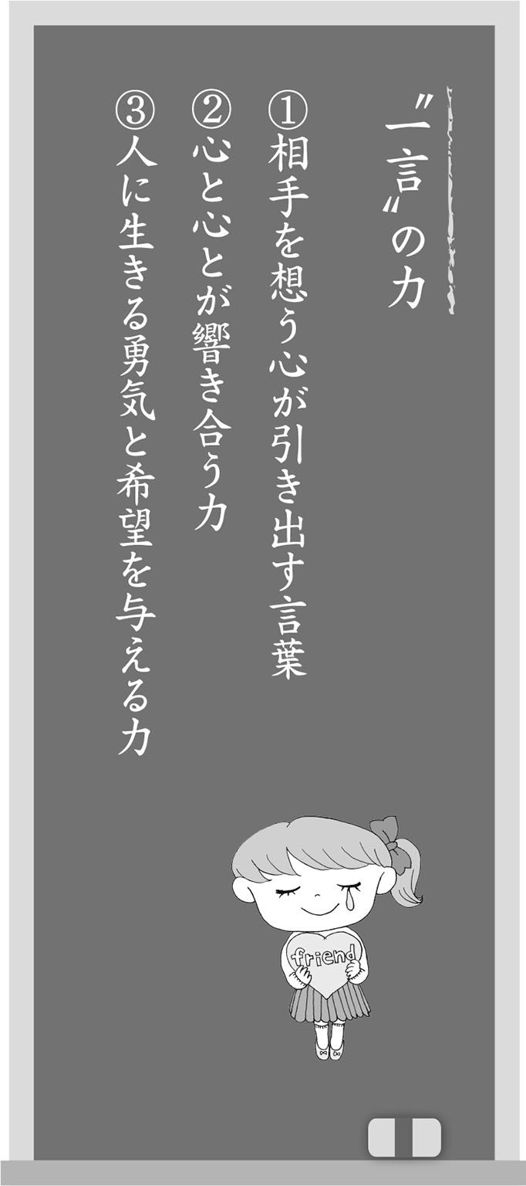 〝一言〟の力
①相手を想う心が引き出す言葉
②心と心とが響き合う力
③人に生きる勇気と希望を与える力
friend